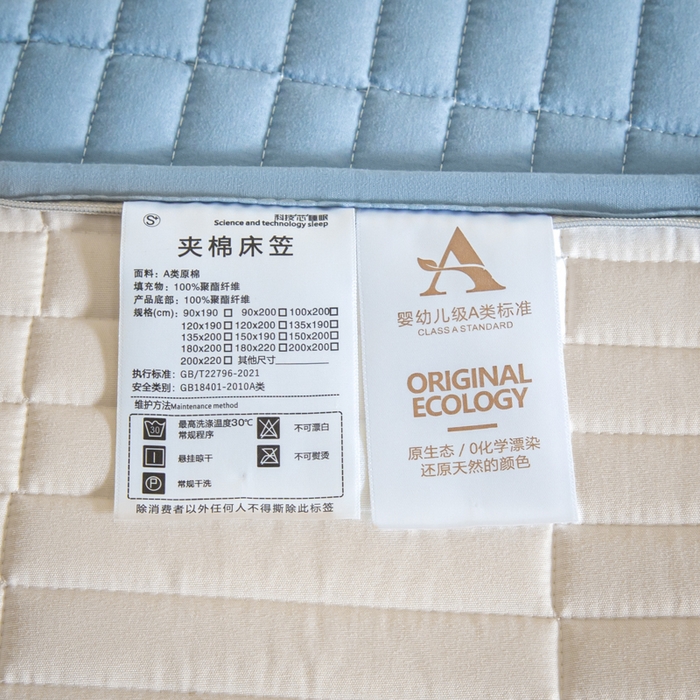 S+
科技"芯"睡眠
Science and technology sleep
夹棉床笠
面料：A类原棉
填充物：100%聚酯纤维
产品底部：100%聚酯纤维
规格(cm)：90x190 □ 90x200 □ 100x200 □
120x190 □ 120x200 □ 135x190 □
135x200 □ 150x190 □ 150x200 □
180x200 □ 180x220 □ 200x200 □
200x220 □ 其他尺寸______
执行标准：GB/T22796-2021
安全类别：GB18401-2010A类
维护方法Maintenance method
30 最高洗涤温度30℃ 常规程序
不可漂白
悬挂晾干
不可熨烫
P 常规干洗
除消费者以外任何人不得撕除此标签
A
婴幼儿级A类标准
CLASS A STANDARD
ORIGINAL
ECOLOGY
原生态 / 0化学漂染
还原天然的颜色